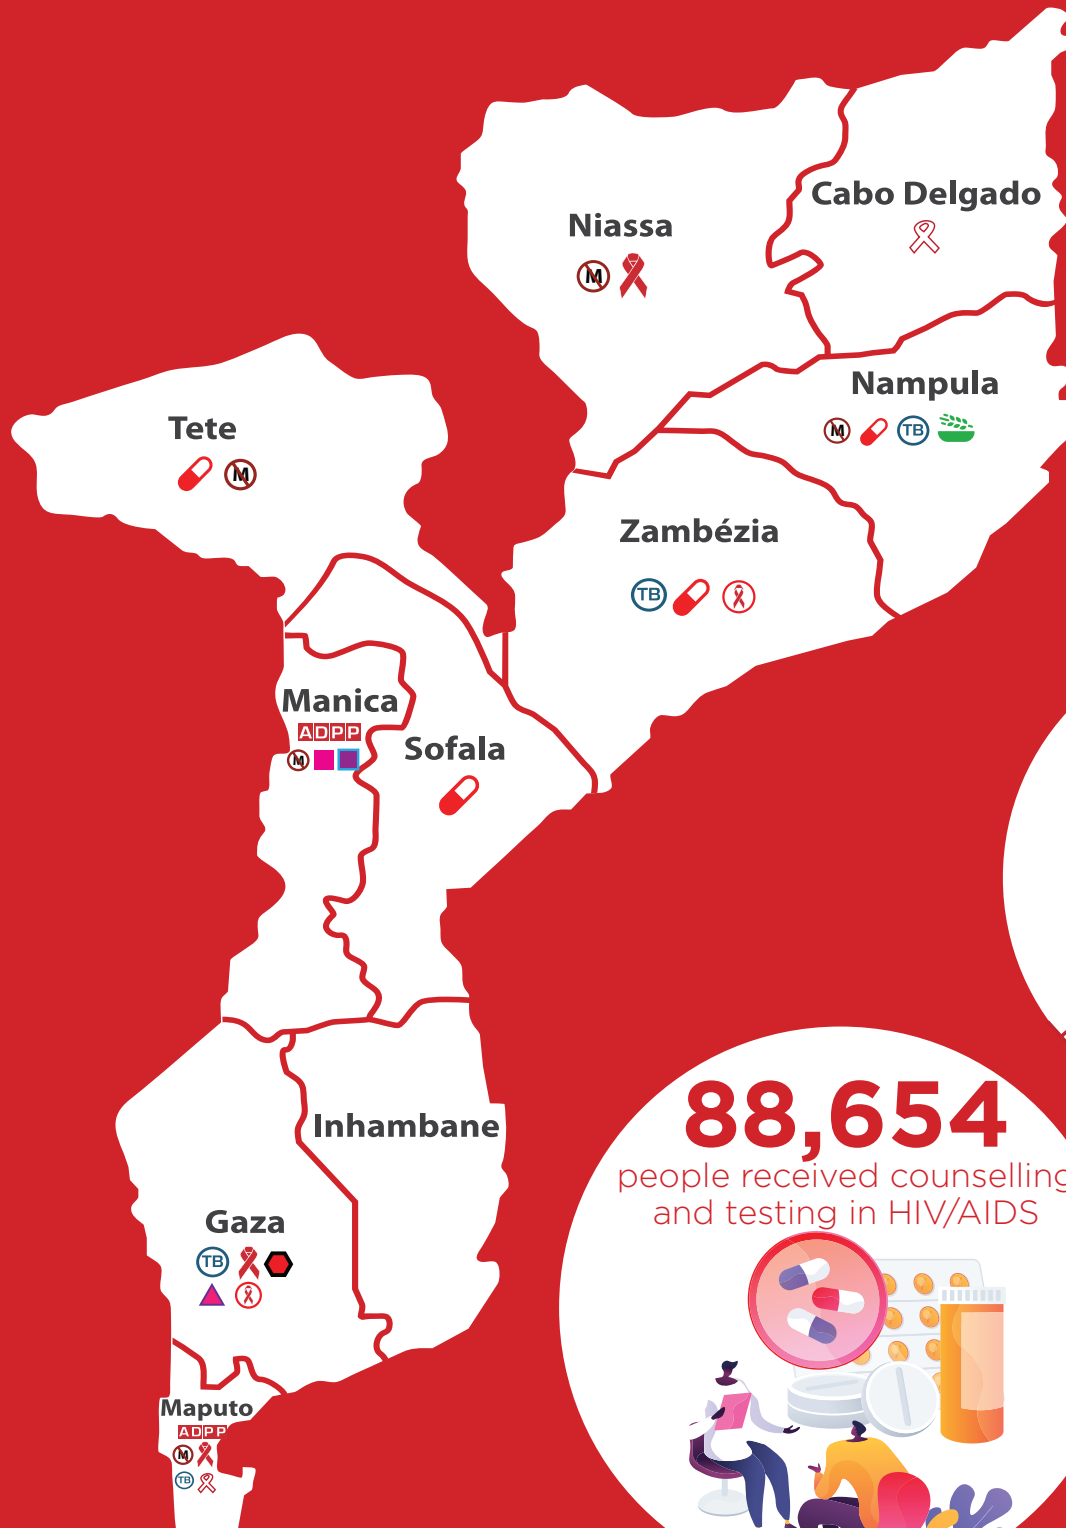 Cabo Delgado
Niassa
M
Nampula
M TB
Tete
M
Zambézia
TB
Manica
ADPP
M
Sofala
88,654
people received counselling
and testing in HIV/AIDS
Inhambane
Gaza
TB
Maputo
ADPP
M
TB